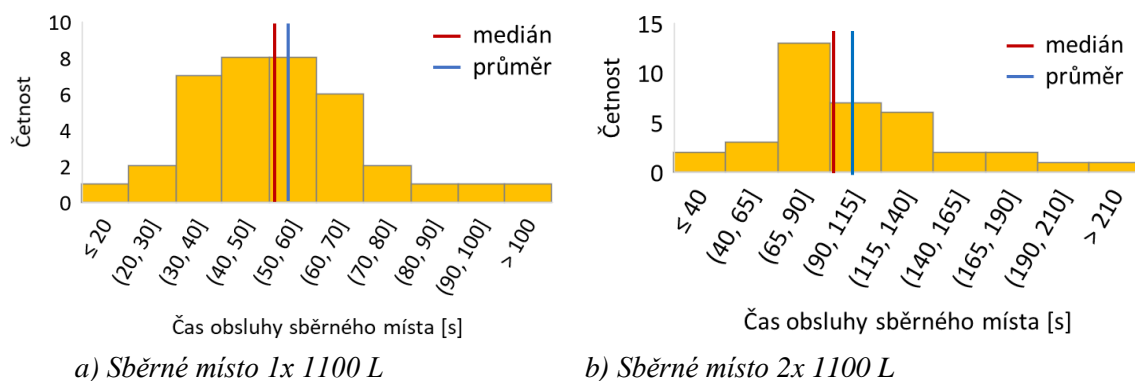 10
8
6
4
2
0
Četnost
medián
průměr
≤ 20
(20, 30]
(30, 40]
(40, 50]
(50, 60]
(60, 70]
(70, 80]
(80, 90]
(90, 100]
> 100
Čas obsluhy sběrného místa [s]
a) Sběrné místo 1x 1100 L
15
10
5
0
Četnost
medián
průměr
≤ 40
(40, 65]
(65, 90]
(90, 115]
(115, 140]
(140, 165]
(165, 190]
(190, 210]
> 210
Čas obsluhy sběrného místa [s]
b) Sběrné místo 2x 1100 L